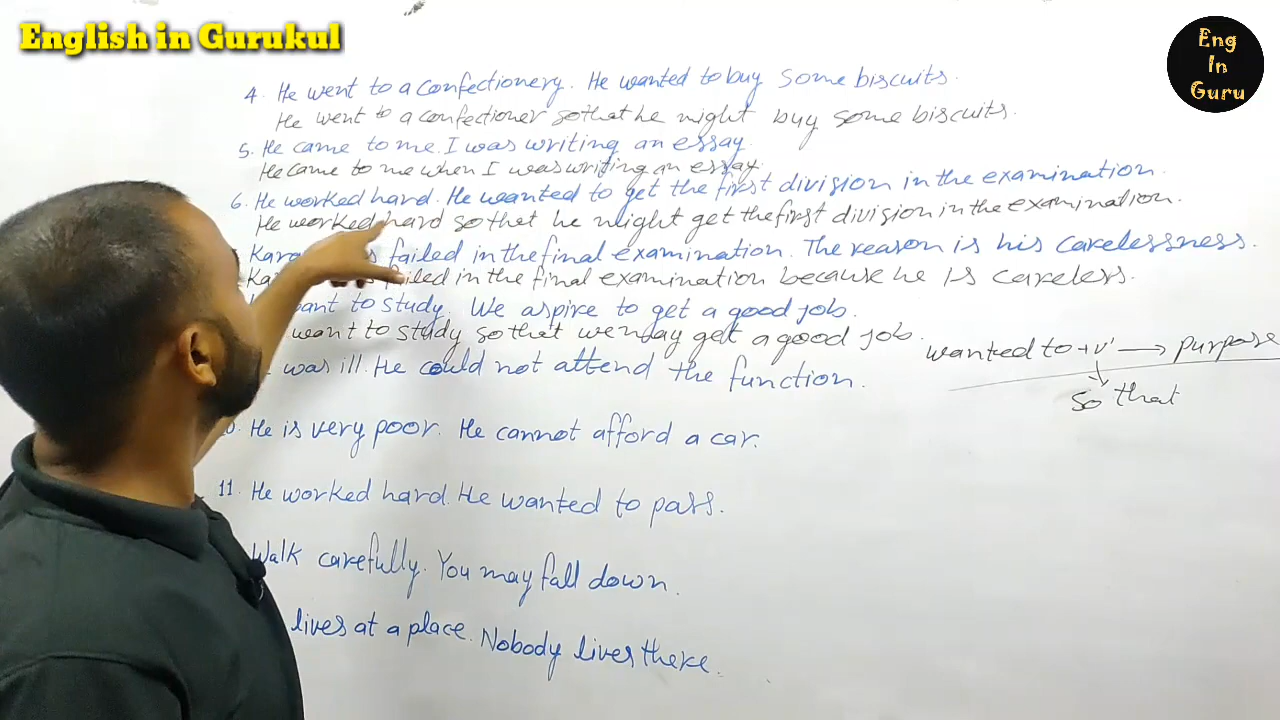 English in Gurukul
Eng
In
Guru
4. He went to a confectionery. He wanted to buy some biscuits.
He went to a confectioner so that he might buy some biscuits.
5. He came to me. I was writing an essay.
He came to me when I was writing an essay.
6. He worked hard. He wanted to get the first division in the examination.
He worked hard so that he might get the first division in the examination.
failed in the final examination. The reason is his carelessness.
failed in the final examination because he is careless.
want to study. We aspire to get a good job.
want to study so that we may get a good job.
wanted to + v' → purpose
so that
was ill. He could not attend the function.
He is very poor. He cannot afford a car.
11. He worked hard. He wanted to pass.
Walk carefully. You may fall down.
lives at a place. Nobody lives there.